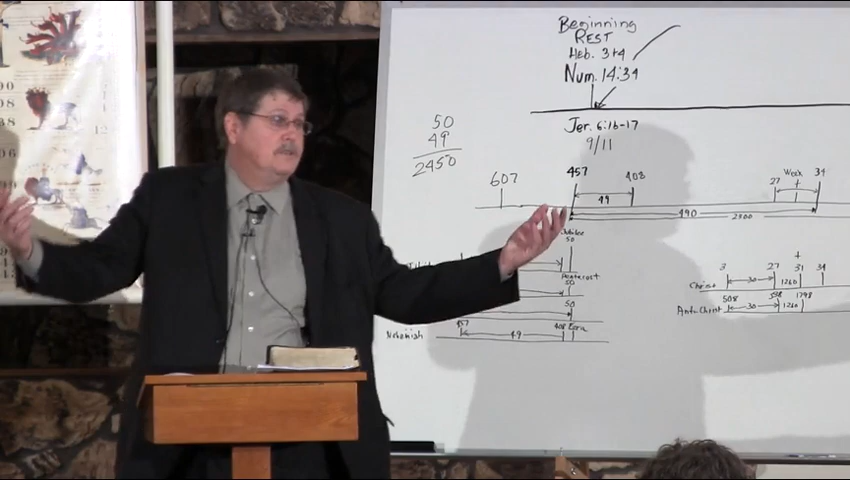 Beginning
REST
Heb. 3+4
Num. 14:34
Jer. 6:16-17
9/11
50
49
2450
607
457
408
27
Week
34
49
490
2300
Jubilee
50
Pentecost
50
50
457
408 Ezra
Nehemiah
49
3
27
31
34
Christ
30
1260
508
538
1798
Anti-Christ
30
1260